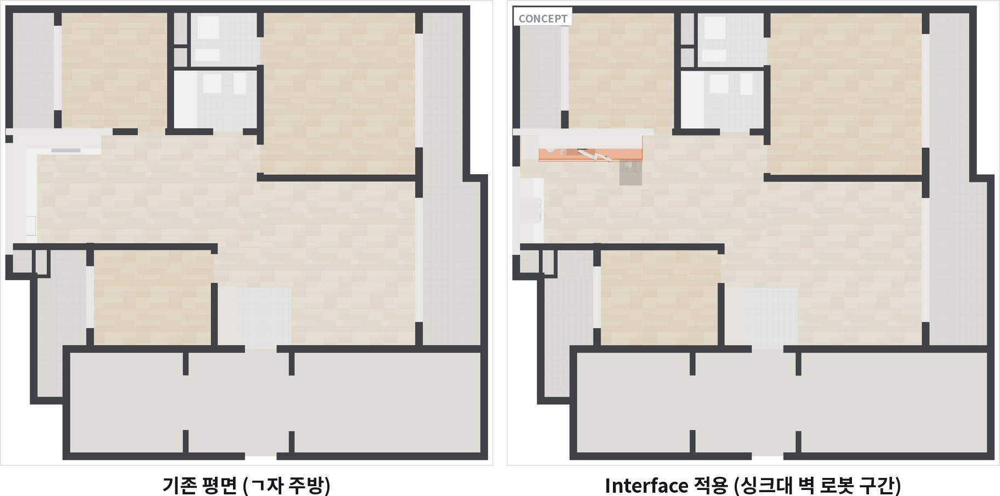 CONCEPT
기존 평면 (ㄱ자 주방)
Interface 적용 (싱크대 벽 로봇 구간)